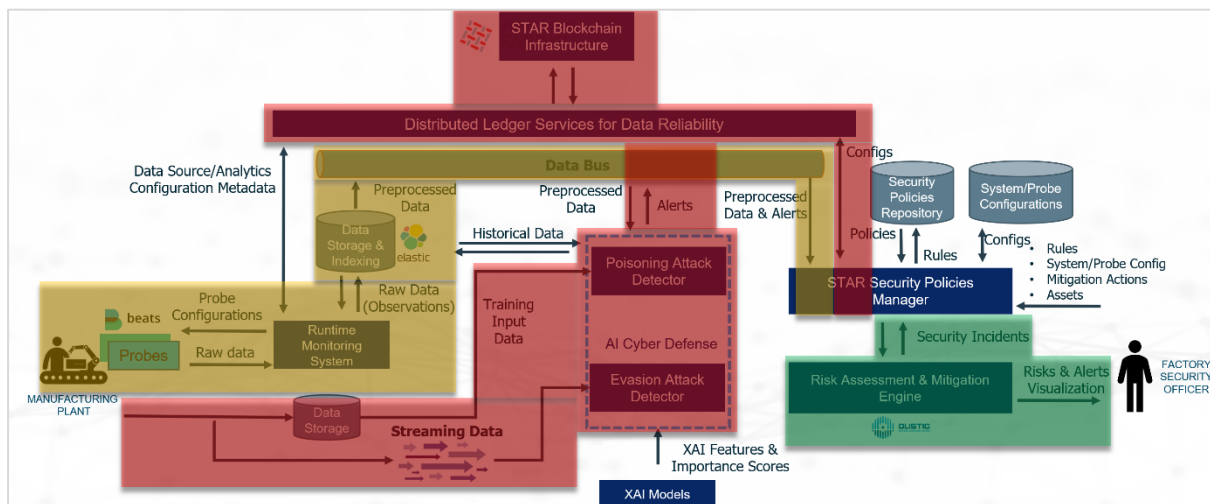 STAR Blockchain
Infrastructure
Distributed Ledger Services for Data Reliability
Data Bus
Data Source/Analytics
Configuration Metadata
Preprocessed
Data
Preprocessed
Data
Alerts
Preprocessed
Data & Alerts
Configs
Security
Policies
Repository
System/Probe
Configurations
Data
Storage &
Indexing
elastic
Historical Data
Policies
Rules
Configs
• Rules
• System/Probe Config
• Mitigation Actions
• Assets
Poisoning Attack
Detector
STAR Security Policies
Manager
Raw Data
(Observations)
Training
Input
Data
Probe
Configurations
beats
Probes
Raw data
Runtime
Monitoring
System
AI Cyber Defense
Security Incidents
MANUFACTURING
PLANT
Evasion Attack
Detector
Risk Assessment & Mitigation
Engine
Risks & Alerts
Visualization
FACTORY
SECURITY
OFFICER
Data
Storage
Streaming Data
OLISTIC
XAI Features &
Importance Scores
XAI Models